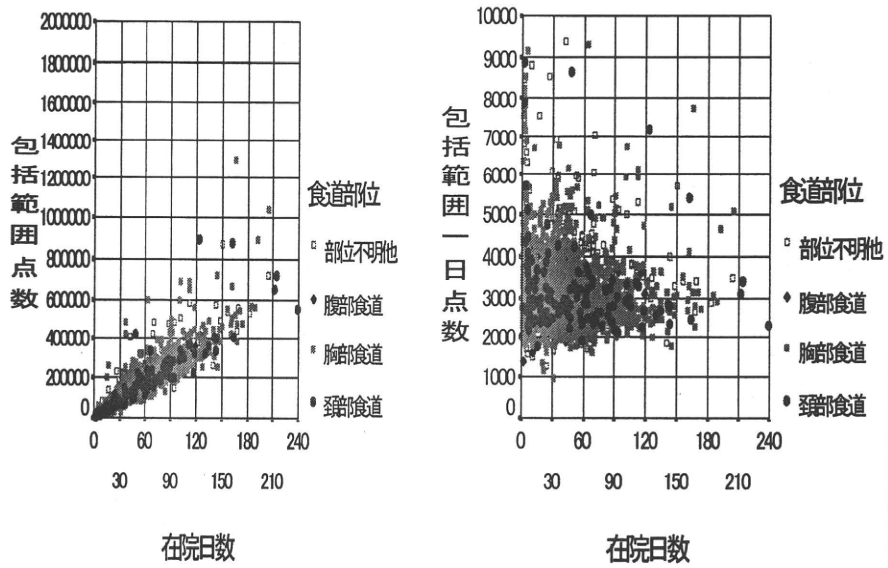 2000000
1800000
1600000
1400000
1200000
1000000
800000
600000
400000
200000
0
包括範囲点数
0 60 120 180 240
30 90 150 210
在院日数
食道部位
部位不明他
腹部食道
胸部食道
頚部食道
10000
9000
8000
7000
6000
5000
4000
3000
2000
1000
0
包括範囲一日点数
0 60 120 180 240
30 90 150 210
在院日数
食道部位
部位不明他
腹部食道
胸部食道
頚部食道